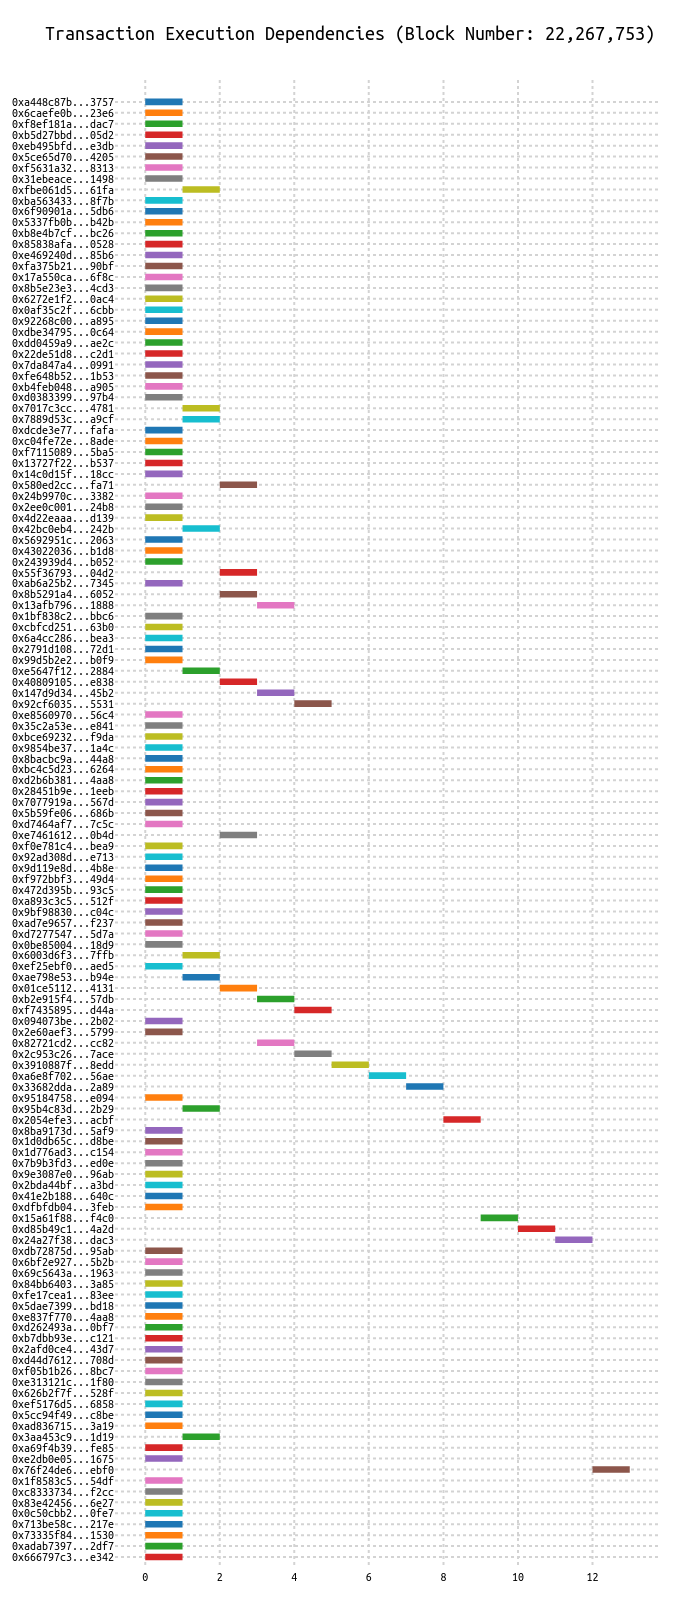 Transaction Execution Dependencies (Block Number: 22,267,753)
0xa448c87b...3757
0x6caefe0b...23e6
0xf8ef181a...dac7
0xb5d27bbd...05d2
0xeb495bfd...e3db
0x5ce65d70...4205
0xf5631a32...8313
0x31ebeace...1498
0xfbe061d5...61fa
0xba563433...8f7b
0x6f90901a...5db6
0x5337fb0b...b42b
0xb8e4b7cf...bc26
0x85838afa...0528
0xe469240d...85b6
0xfa375b21...90bf
0x17a550ca...6f8c
0x8b5e23e3...4cd3
0x6272e1f2...0ac4
0x0af35c2f...6cbb
0x92268c00...a895
0xdbe34795...0c64
0xdd0459a9...ae2c
0x22de51d8...c2d1
0x7da847a4...0991
0xfe648b52...1b53
0xb4feb048...a905
0xd0383399...97b4
0x7017c3cc...4781
0x7889d53c...a9cf
0xdcde3e77...fafa
0xc04fe72e...8ade
0xf7115089...5ba5
0x13727f22...b537
0x14c0d15f...18cc
0x580ed2cc...fa71
0x24b9970c...3382
0x2ee0c001...24b8
0x4d22eaaa...d139
0x42bc0eb4...242b
0x5692951c...2063
0x43022036...b1d8
0x243939d4...b052
0x55f36793...04d2
0xab6a25b2...7345
0x8b5291a4...6052
0x13afb796...1888
0x1bf838c2...bbc6
0xcbfcd251...63b0
0x6a4cc286...bea3
0x2791d108...72d1
0x99d5b2e2...b0f9
0xe5647f12...2884
0x40809105...e838
0x147d9d34...45b2
0x92cf6035...5531
0xe8560970...56c4
0x35c2a53e...e841
0xbce69232...f9da
0x9854be37...1a4c
0x8bacbc9a...44a8
0xbc4c5d23...6264
0xd2b6b381...4aa8
0x28451b9e...1eeb
0x7077919a...567d
0x5b59fe06...686b
0xd7464af7...7c5c
0xe7461612...0b4d
0xf0e781c4...bea9
0x92ad308d...e713
0x9d119e8d...4b8e
0xf972bbf3...49d4
0x472d395b...93c5
0xa893c3c5...512f
0x9bf98830...c04c
0xad7e9657...f237
0xd7277547...5d7a
0x0be85004...18d9
0x6003d6f3...7ffb
0xef25ebf0...aed5
0xae798e53...b94e
0x01ce5112...4131
0xb2e915f4...57db
0xf7435895...d44a
0x094073be...2b02
0x2e60aef3...5799
0x82721cd2...cc82
0x2c953c26...7ace
0x3910887f...8edd
0xa6e8f702...56ae
0x33682dda...2a89
0x95184758...e094
0x95b4c83d...2b29
0x2054efe3...acbf
0x8ba9173d...5af9
0x1d0db65c...d8be
0x1d776ad3...c154
0x7b9b3fd3...ed0e
0x9e3087e0...96ab
0x2bda44bf...a3bd
0x41e2b188...640c
0xdfbfdb04...3feb
0x15a61f88...f4c0
0xd85b49c1...4a2d
0x24a27f38...dac3
0xdb72875d...95ab
0x6bf2e927...5b2b
0x69c5643a...1963
0x84bb6403...3a85
0xfe17cea1...83ee
0x5dae7399...bd18
0xe837f770...4aa8
0xd262493a...0bf7
0xb7dbb93e...c121
0x2afd0ce4...43d7
0xd44d7612...708d
0xf05b1b26...8bc7
0xe313121c...1f80
0x626b2f7f...528f
0xef5176d5...6858
0x5cc94f49...c8be
0xad836715...3a19
0x3aa453c9...1d19
0xa69f4b39...fe85
0xe2db0e05...1675
0x76f24de6...ebf0
0x1f8583c5...54df
0xc8333734...f2cc
0x83e42456...6e27
0x0c50cbb2...0fe7
0x713be58c...217e
0x73335f84...1530
0xadab7397...2df7
0x666797c3...e342
0 2 4 6 8 10 12